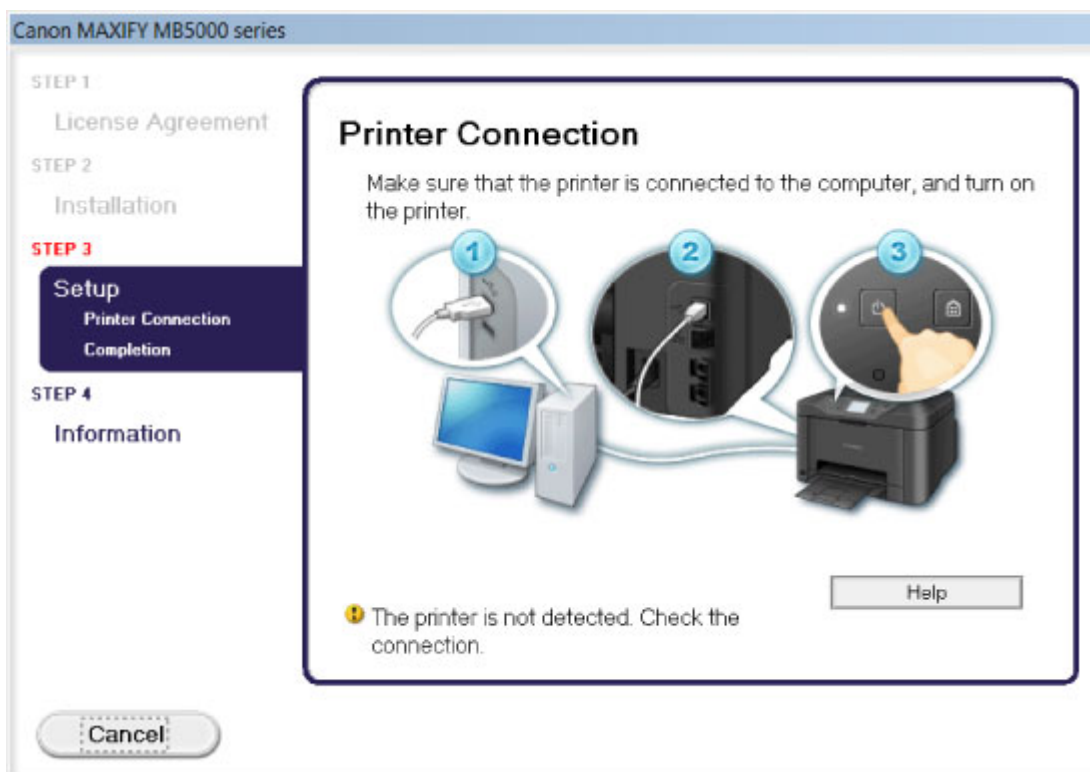 Canon MAXIFY MB5000 series
STEP 1
License Agreement
STEP 2
Installation
STEP 3
Setup
Printer Connection
Completion
STEP 4
Information
Printer Connection
Make sure that the printer is connected to the computer, and turn on
the printer.
1
2
3
Help
The printer is not detected. Check the
connection.
Cancel